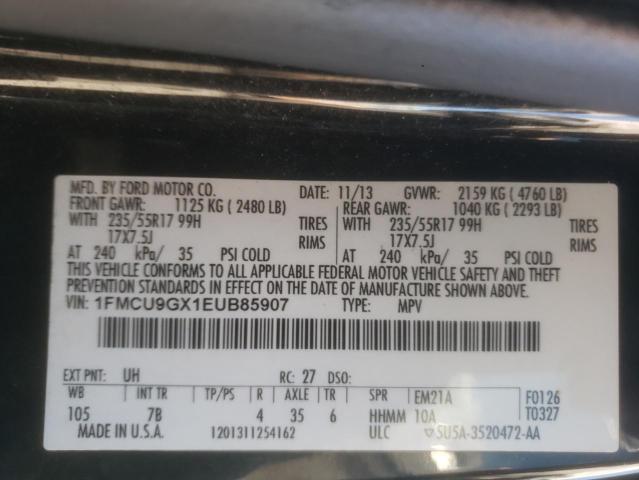 MFD. BY FORD MOTOR CO. DATE: 11/13 GVWR: 2159 KG ( 4760 LB)
FRONT GAWR: 1125 KG ( 2480 LB) REAR GAWR: 1040 KG ( 2293 LB)
WITH 235/55R17 99H TIRES WITH 235/55R17 99H TIRES
17X7.5J RIMS 17X7.5J RIMS
AT 240 kPa/ 35 PSI COLD AT 240 kPa/ 35 PSI COLD
THIS VEHICLE CONFORMS TO ALL APPLICABLE FEDERAL MOTOR VEHICLE SAFETY AND THEFT
PREVENTION STANDARDS IN EFFECT ON THE DATE OF MANUFACTURE SHOWN ABOVE.
VIN: 1FMCU9GX1EUB85907 TYPE: MPV
EXT PNT: UH RC: 27 DSO:
WB INT TR TP/PS R AXLE TR SPR EM21A F0126
105 7B 4 35 6 HHMM 10A T0327
MADE IN U.S.A. 1201311254162 ULC ▽5U5A-3520472-AA